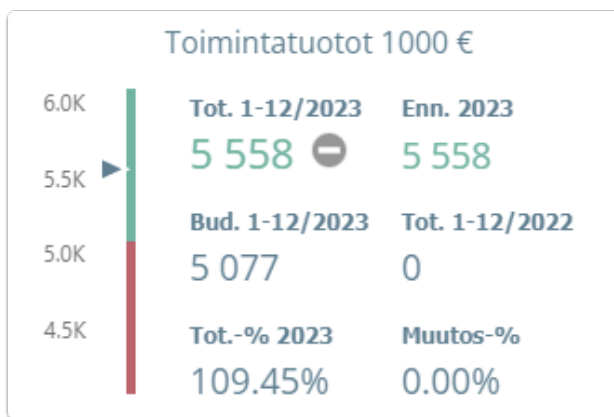 Toimintatuotot 1000 €
6.0K
5.5K
5.0K
4.5K
Tot. 1-12/2023 Enn. 2023
5 558 5 558
Bud. 1-12/2023 Tot. 1-12/2022
5 077 0
Tot.-% 2023 Muutos-%
109.45% 0.00%